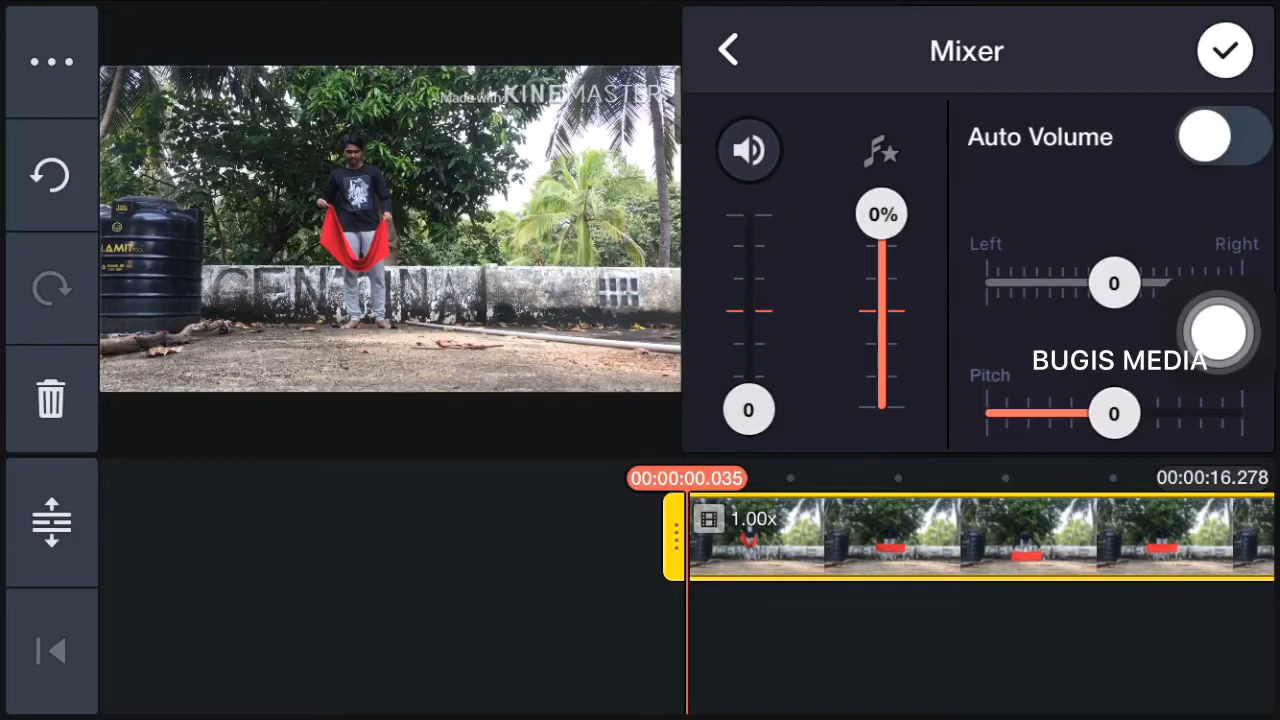 Mixer
Made with KINEMASTER
Auto Volume
0%
Left
Right
0
LAMIT
BUGIS MEDIA
Pitch
0
0
00:00:00.035
00:00:16.278
1.00x